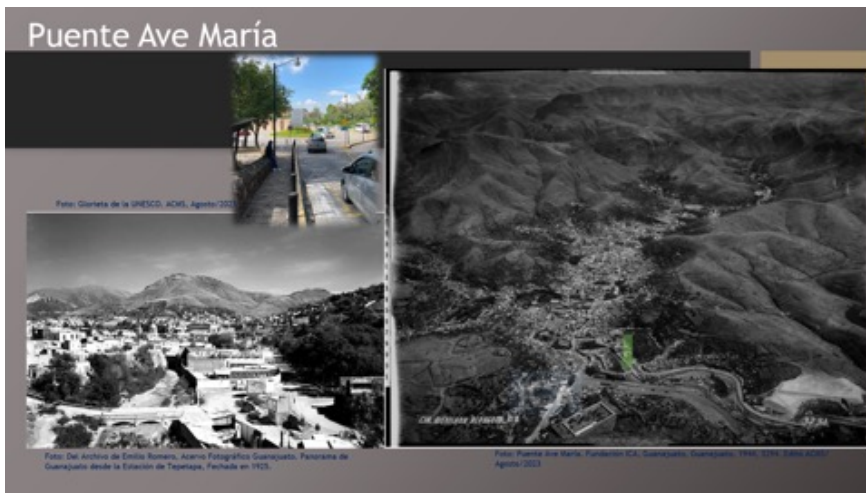 Puente Ave María
Foto: Glorieta de la UNESCO. ACMS. Agosto/2023
Foto: Del Archivo de Emilio Romero, Acervo Fotográfico Guanajuato. Panorama de
Guanajuato desde la Estación de Tepetapa. Fechada en 1925.
Foto: Puente Ave María. Fundación ICA. Guanajuato, Guanajuato.
Agosto/2023